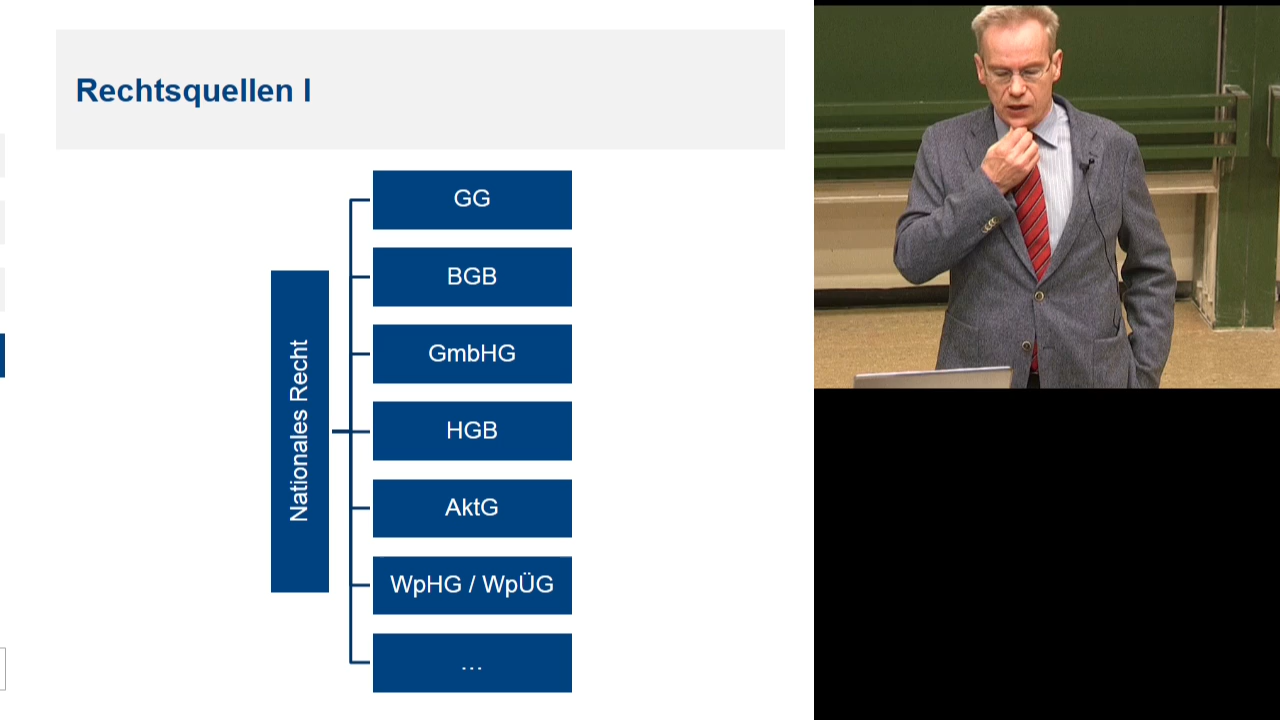 Rechtsquellen I
Nationales Recht
GG
BGB
GmbHG
HGB
AktG
WpHG / WpÜG
...